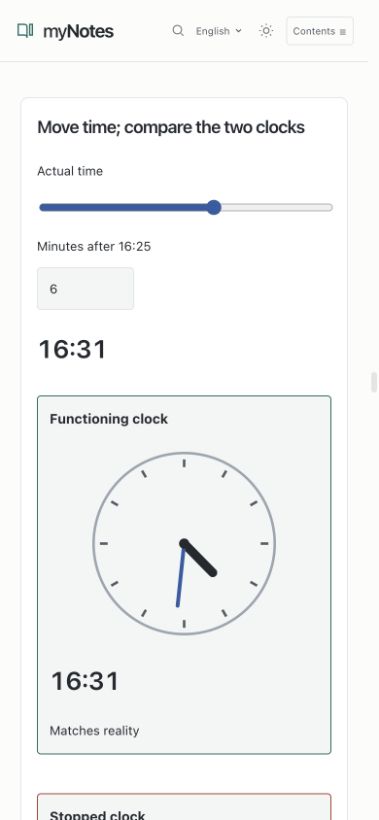 myNotes
English
Contents
Move time; compare the two clocks
Actual time
Minutes after 16:25
6
16:31
Functioning clock
16:31
Matches reality
Stopped clock